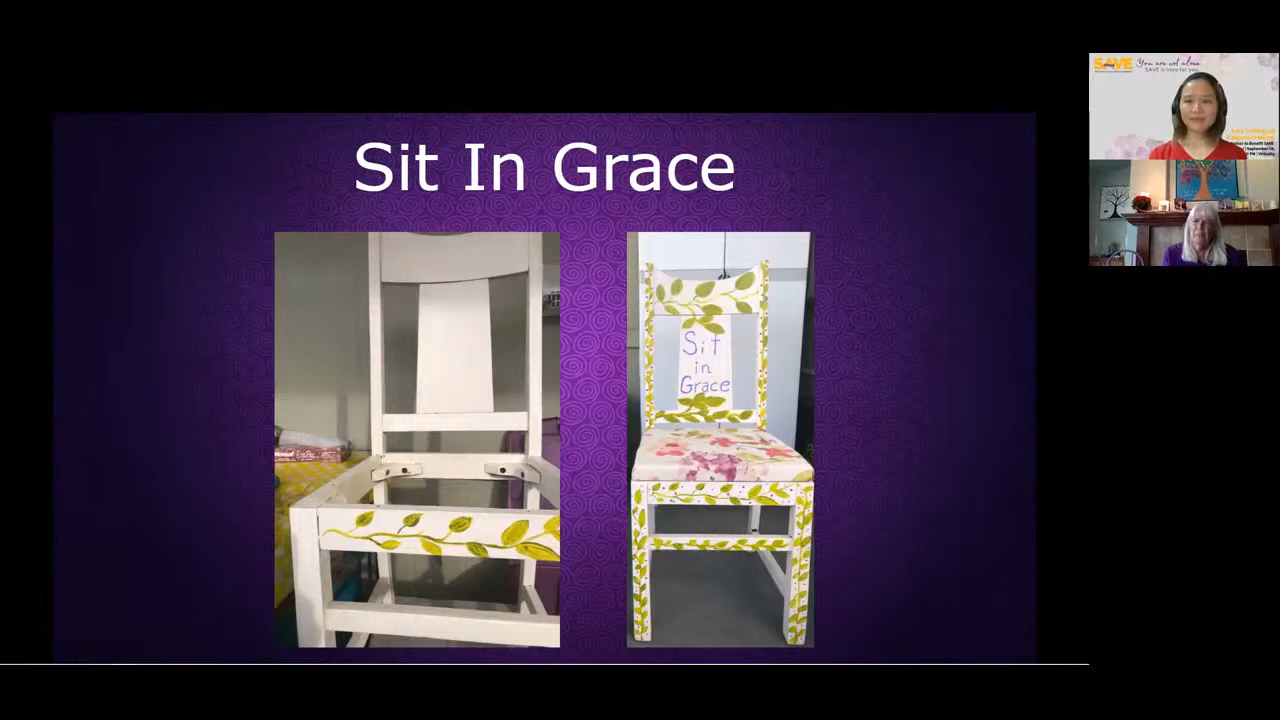 Sit In Grace
Sit
in
Grace
SAVE
You are not alone
SAVE is here for you